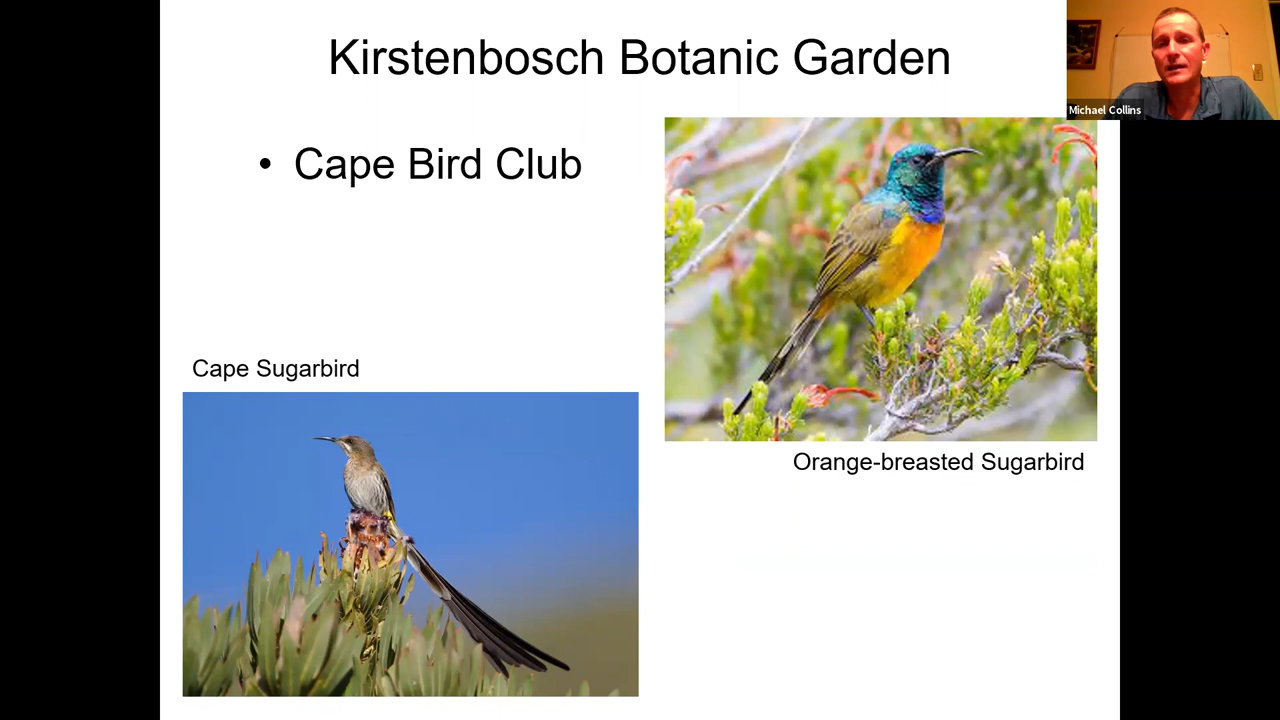 Kirstenbosch Botanic Garden
Michael Collins
• Cape Bird Club
Cape Sugarbird
Orange-breasted Sugarbird